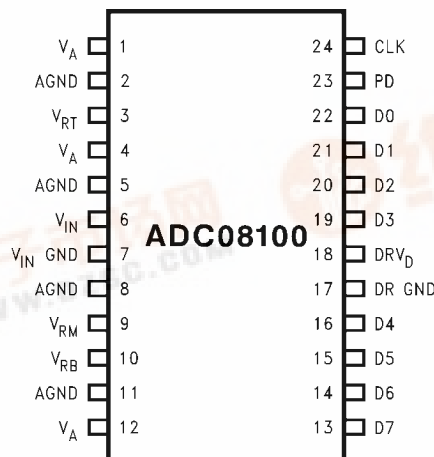 V_A 1 24 CLK
AGND 2 23 PD
V_RT 3 22 D0
V_A 4 21 D1
AGND 5 20 D2
V_IN 6 19 D3
ADC08100
V_IN GND 7 18 DRV_D
AGND 8 17 DR GND
V_RM 9 16 D4
V_RB 10 15 D5
AGND 11 14 D6
V_A 12 13 D7